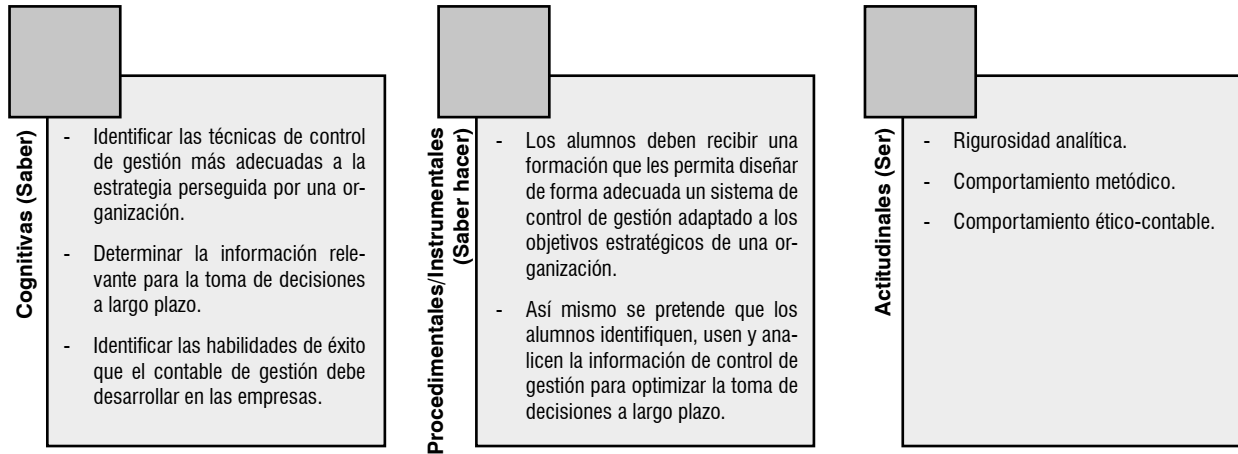 Cognitivas (Saber)
- Identificar las técnicas de control
de gestión más adecuadas a la
estrategia perseguida por una or-
ganización.
- Determinar la información rele-
vante para la toma de decisiones
a largo plazo.
- Identificar las habilidades de éxito
que el contable de gestión debe
desarrollar en las empresas.
Procedimentales/Instrumentales
(Saber hacer)
- Los alumnos deben recibir una
formación que les permita diseñar
de forma adecuada un sistema de
control de gestión adaptado a los
objetivos estratégicos de una or-
ganización.
- Así mismo se pretende que los
alumnos identifiquen, usen y ana-
licen la información de control de
gestión para optimizar la toma de
decisiones a largo plazo.
Actitudinales (Ser)
- Rigurosidad analítica.
- Comportamiento metódico.
- Comportamiento ético-contable.